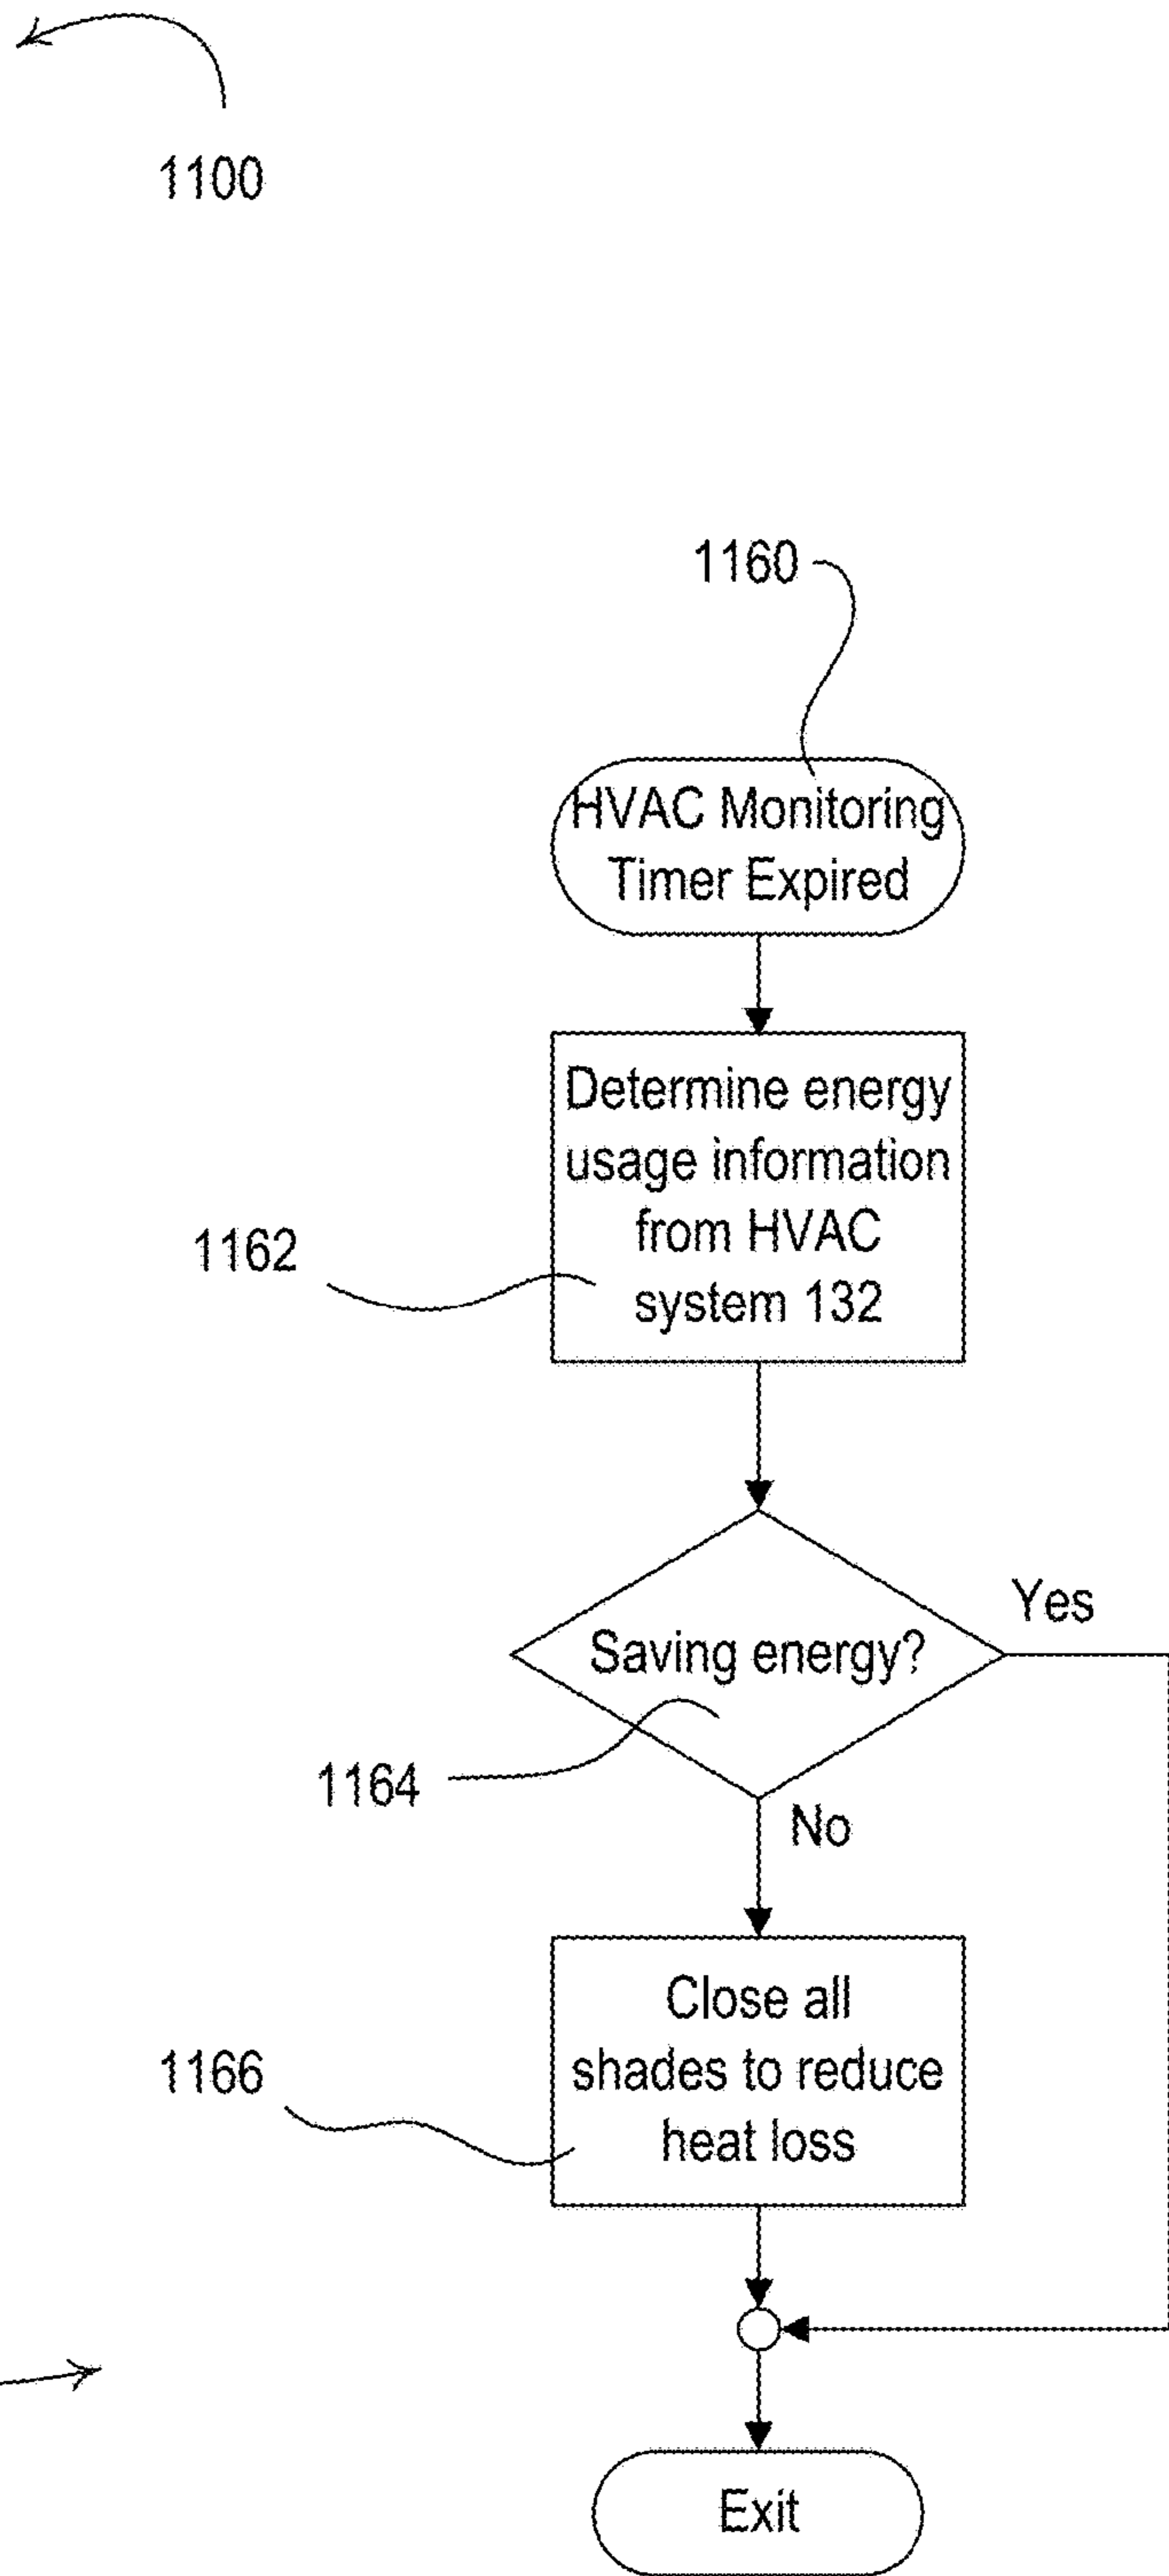 1100
1160
HVAC Monitoring
Timer Expired
Determine energy
usage information
from HVAC
system 132
1162
Saving energy?
Yes
1164
No
Close all
shades to reduce
heat loss
1166
Exit